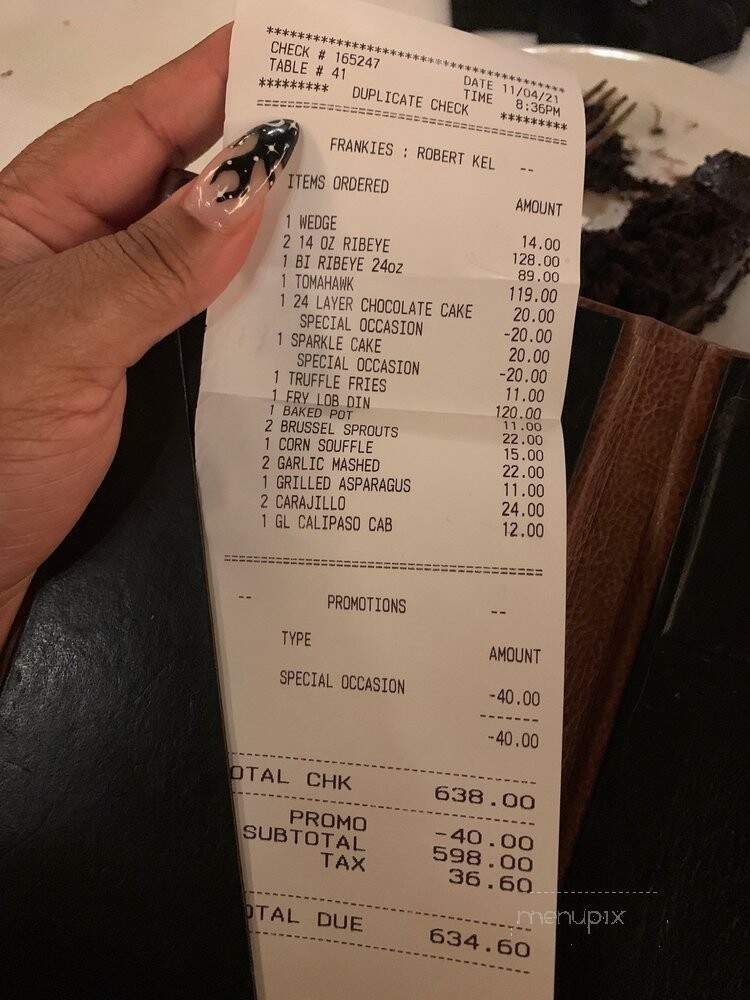 ****************************************
CHECK # 165247 DATE 11/04/21
TABLE # 41 TIME 8:36PM
********* DUPLICATE CHECK *********
========================================
FRANKIES : ROBERT KEL --
ITEMS ORDERED AMOUNT
1 WEDGE 14.00
2 14 OZ RIBEYE 128.00
1 BI RIBEYE 24oz 89.00
1 TOMAHAWK 119.00
1 24 LAYER CHOCOLATE CAKE 20.00
SPECIAL OCCASION -20.00
1 SPARKLE CAKE 20.00
SPECIAL OCCASION -20.00
1 TRUFFLE FRIES 11.00
1 FRY LOB DIN 120.00
1 BAKED POT 11.00
2 BRUSSEL SPROUTS 22.00
1 CORN SOUFFLE 15.00
2 GARLIC MASHED 22.00
1 GRILLED ASPARAGUS 11.00
2 CARAJILLO 24.00
1 GL CALIPASO CAB 12.00
========================================
-- PROMOTIONS --
TYPE AMOUNT
SPECIAL OCCASION -40.00
-------
-40.00
----------------------------------------
OTAL CHK 638.00
----------------------------------------
PROMO -40.00
SUBTOTAL 598.00
TAX 36.60
----------------------------------------
OTAL DUE 634.60
----------------------------------------
menupix